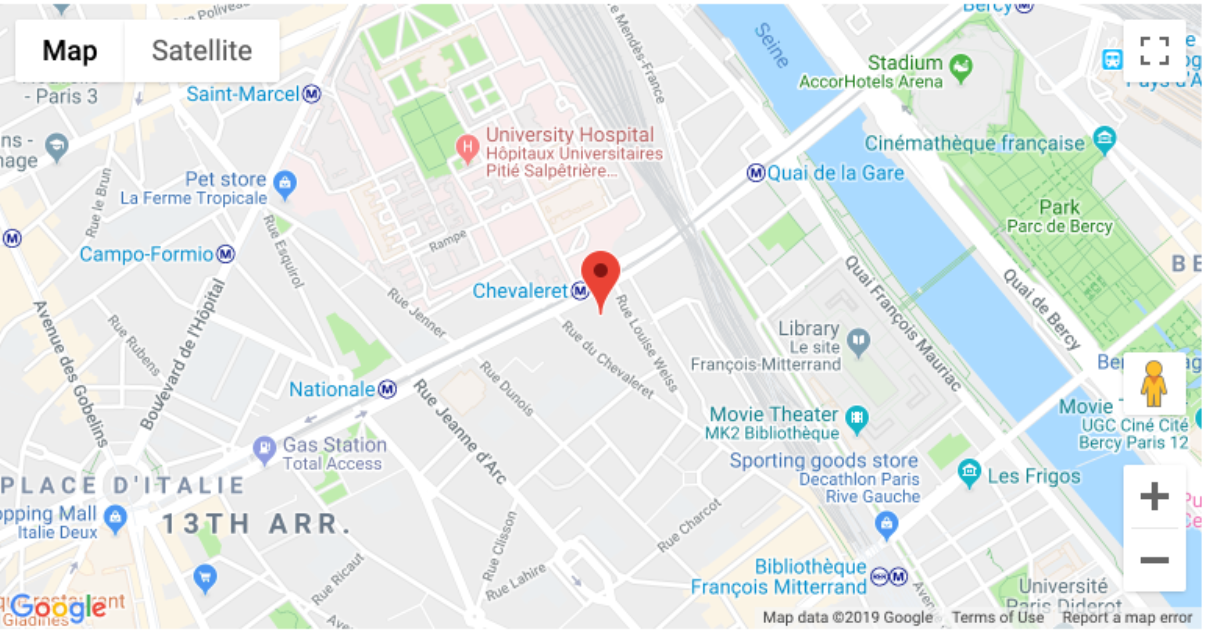 Rue Poliveau
Bercy
Map
Satellite
Seine
Rue Mendès-France
Stadium
AccorHotels Arena
- Paris 3
Saint-Marcel
University Hospital
Hôpitaux Universitaires
Pitié Salpêtrière...
Cinémathèque française
Quai de la Gare
Rue le Brun
Pet store
La Ferme Tropicale
Park
Parc de Bercy
Rue Esquirol
Rampe
Campo-Formio
Chevaleret
Rue Jenner
Quai François Mauriac
Quai de Bercy
BE
Avenue des Gobelins
Rue Rubens
Boulevard de l'Hôpital
Rue Louise Weiss
Rue du Chevaleret
Library
Le site
François-Mitterrand
Nationale
Rue Dunois
Rue Jeanne d'Arc
Movie Theater
MK2 Bibliothèque
Movie
UGC Ciné Cité
Bercy Paris 12
Gas Station
Total Access
Sporting goods store
Decathlon Paris
Rive Gauche
Les Frigos
PLACE D'ITALIE
opping Mall
Italie Deux
13TH ARR.
Rue Charcot
Rue Clisson
Rue Ricaut
Rue Lahire
Bibliothèque
François Mitterrand
Université
Paris Diderot
Google
Gladines
Map data ©2019 Google
Terms of Use
Report a map error